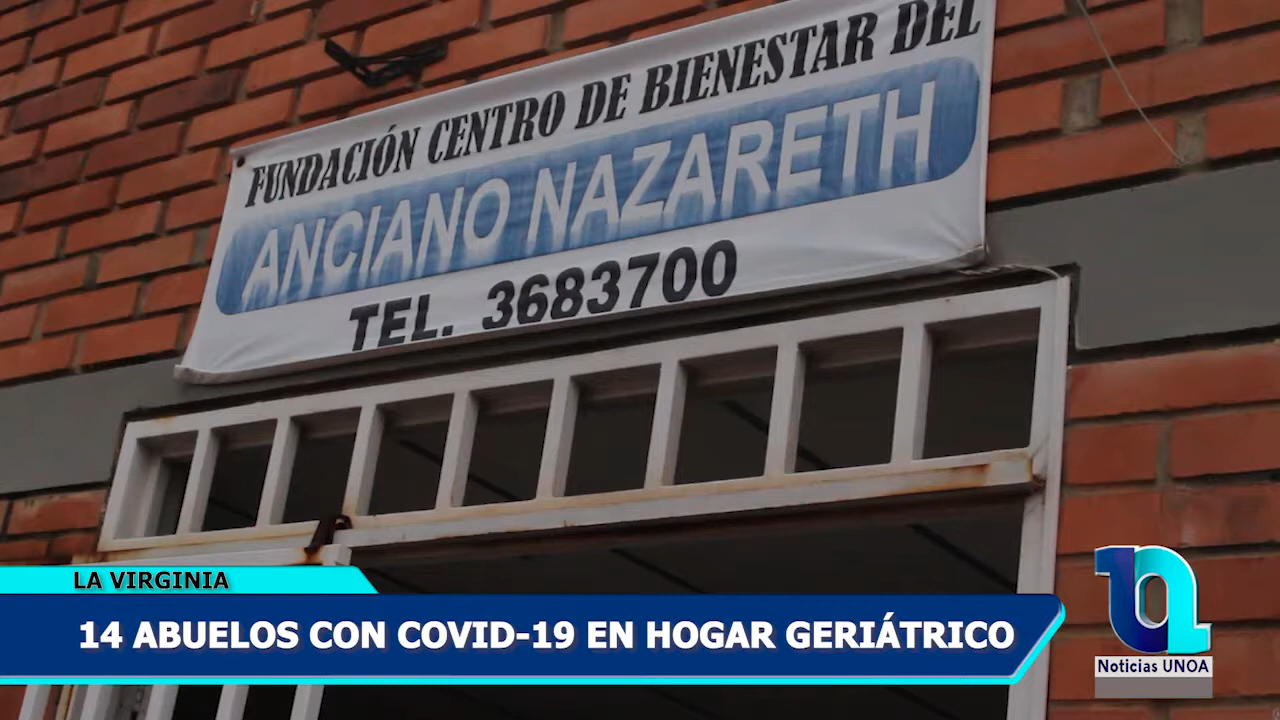 FUNDACIÓN CENTRO DE BIENESTAR DEL
ANCIANO NAZARETH
TEL. 3683700
LA VIRGINIA
14 ABUELOS CON COVID-19 EN HOGAR GERIÁTRICO
Noticias UNOA